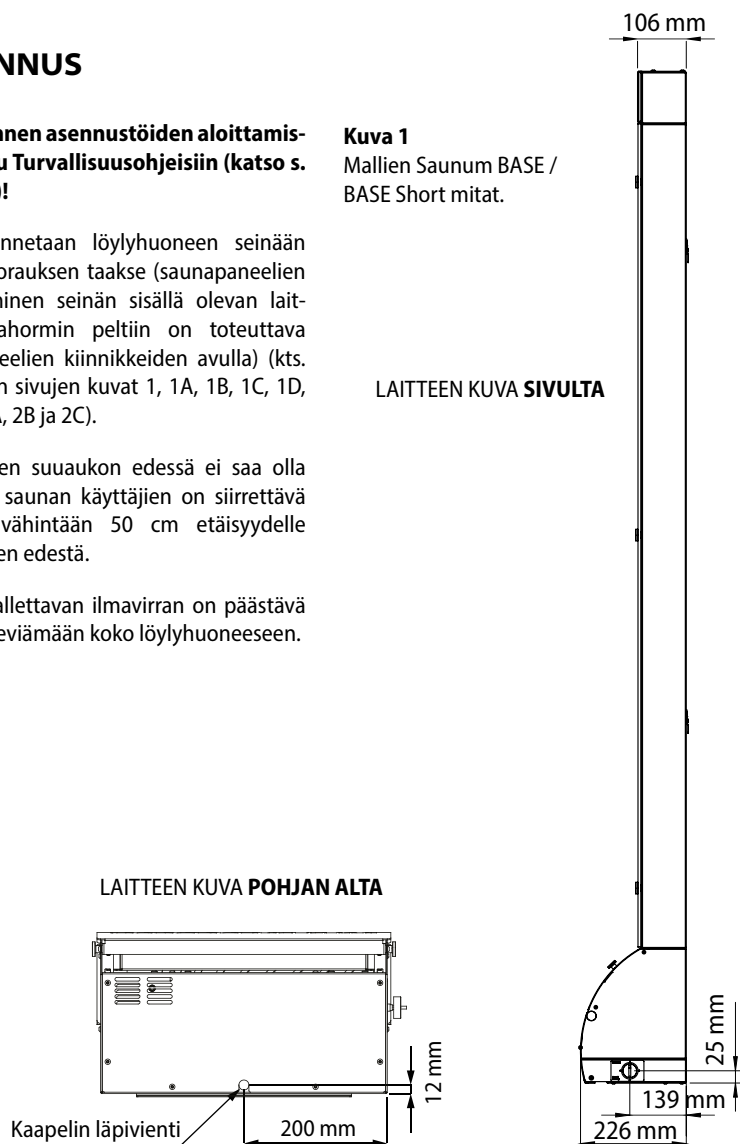 106 mm
NNUS
nnen asennustöiden aloittamis-
u Turvallisuusohjeisiin (katso s.
)!
nnetaan löylyhuoneen seinään
orauksen taakse (saunapaneelien
ninen seinän sisällä olevan lait-
ahormin peltiin on toteuttava
eelien kiinnikkeiden avulla) (kts.
n sivujen kuvat 1, 1A, 1B, 1C, 1D,
A, 2B ja 2C).
en suuaukon edessä ei saa olla
saunan käyttäjien on siirrettävä
vähintään 50 cm etäisyydelle
en edestä.
allettavan ilmavirran on päästävä
eviämään koko löylyhuoneeseen.
Kuva 1
Mallien Saunum BASE /
BASE Short mitat.
LAITTEEN KUVA SIVULTA
LAITTEEN KUVA POHJAN ALTA
12 mm
Kaapelin läpivienti
200 mm
25 mm
139 mm
226 mm